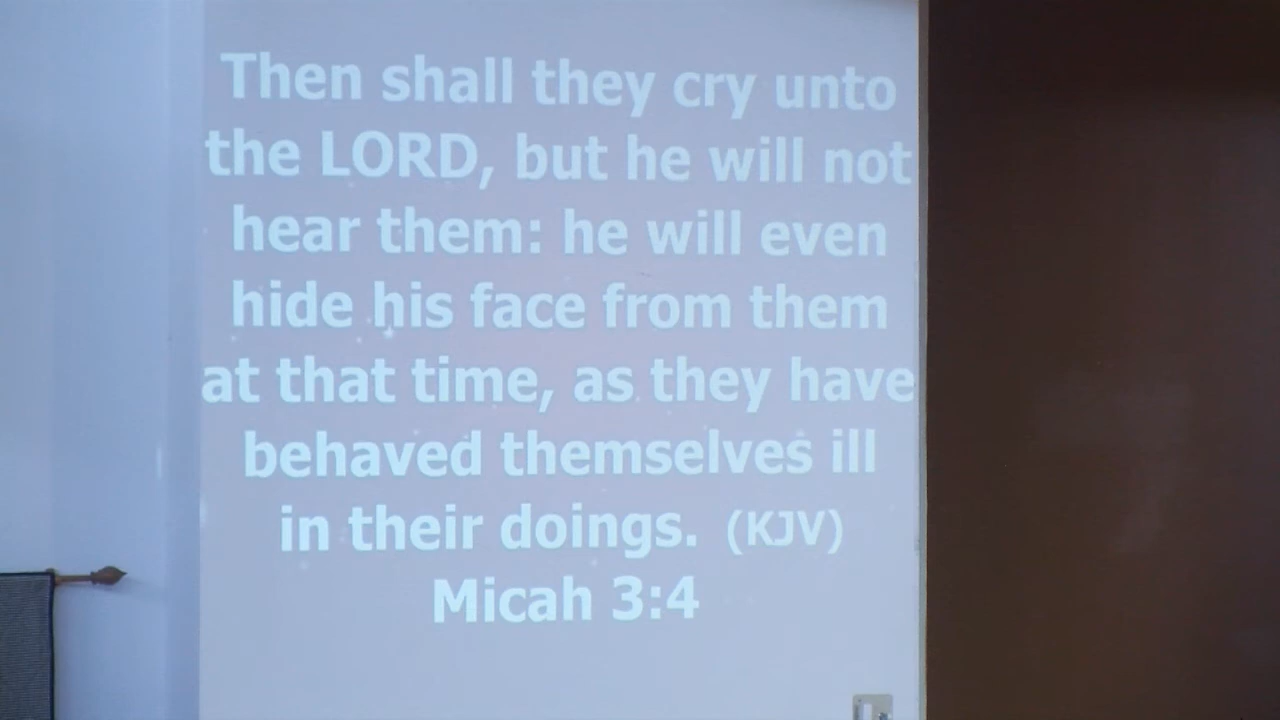 Then shall they cry unto
the LORD, but he will not
hear them: he will even
hide his face from them
at that time, as they have
behaved themselves ill
in their doings. (KJV)
Micah 3:4